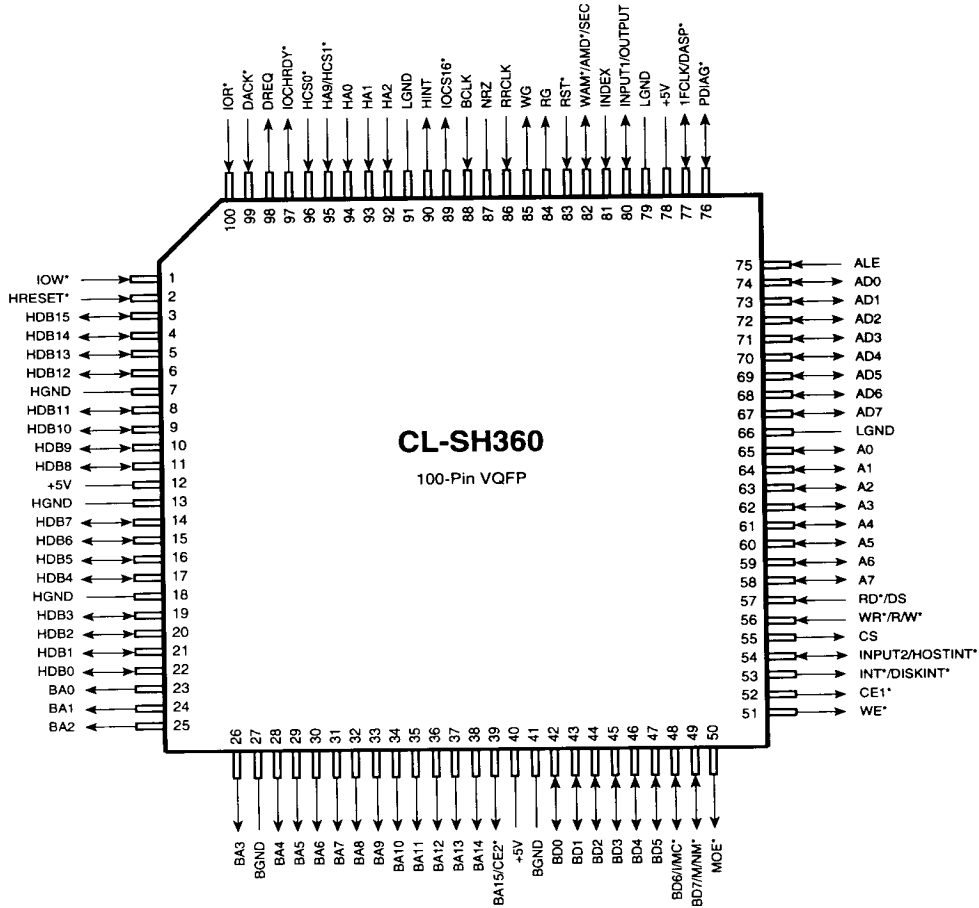 IOR*
DACK*
DREQ
IOCHRDY*
HCS0*
HA9/HCS1*
HA0
HA1
HA2
LGND
HINT
IOCS16*
BCLK
NRZ
RRCLK
WG
RG
RST*
WAM*/AMD*/SEC
INDEX
INPUT1/OUTPUT
LGND
+5V
1FCLK/DASP*
PDIAG*
100
99
98
97
96
95
94
93
92
91
90
89
88
87
86
85
84
83
82
81
80
79
78
77
76
IOW* 1
HRESET* 2
HDB15 3
HDB14 4
HDB13 5
HDB12 6
HGND 7
HDB11 8
HDB10 9
HDB9 10
HDB8 11
+5V 12
HGND 13
HDB7 14
HDB6 15
HDB5 16
HDB4 17
HGND 18
HDB3 19
HDB2 20
HDB1 21
HDB0 22
BA0 23
BA1 24
BA2 25
CL-SH360
100-Pin VQFP
75 ALE
74 AD0
73 AD1
72 AD2
71 AD3
70 AD4
69 AD5
68 AD6
67 AD7
66 LGND
65 A0
64 A1
63 A2
62 A3
61 A4
60 A5
59 A6
58 A7
57 RD*/DS
56 WR*/R/W*
55 CS
54 INPUT2/HOSTINT*
53 INT*/DISKINT*
52 CE1*
51 WE*
26
27
28
29
30
31
32
33
34
35
36
37
38
39
40
41
42
43
44
45
46
47
48
49
50
BA3
BGND
BA4
BA5
BA6
BA7
BA8
BA9
BA10
BA11
BA12
BA13
BA14
BA15/CE2*
+5V
BGND
BD0
BD1
BD2
BD3
BD4
BD5
BD6/I/MC*
BD7/M/NM*
MOE*